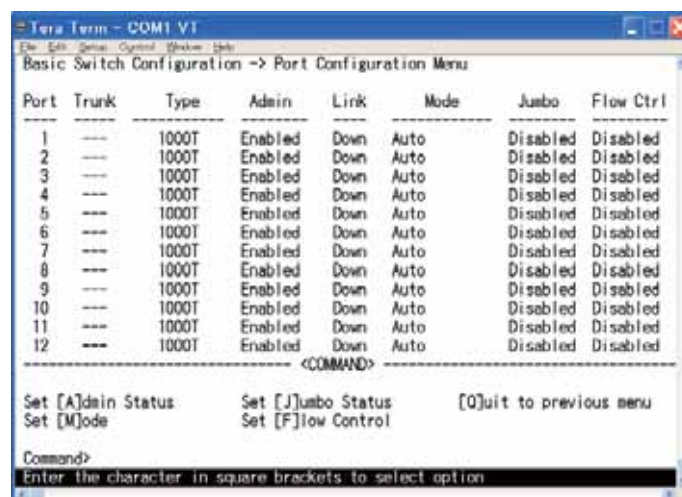 Tera Term - COM1 VT
File Edit Setup Control Window Help
Basic Switch Configuration -> Port Configuration Menu
Port Trunk Type Admin Link Mode Jumbo Flow Ctrl
---- ----- ----------- -------- ---- ------------ -------- ---------
1 --- 1000T Enabled Down Auto Disabled Disabled
2 --- 1000T Enabled Down Auto Disabled Disabled
3 --- 1000T Enabled Down Auto Disabled Disabled
4 --- 1000T Enabled Down Auto Disabled Disabled
5 --- 1000T Enabled Down Auto Disabled Disabled
6 --- 1000T Enabled Down Auto Disabled Disabled
7 --- 1000T Enabled Down Auto Disabled Disabled
8 --- 1000T Enabled Down Auto Disabled Disabled
9 --- 1000T Enabled Down Auto Disabled Disabled
10 --- 1000T Enabled Down Auto Disabled Disabled
11 --- 1000T Enabled Down Auto Disabled Disabled
12 --- 1000T Enabled Down Auto Disabled Disabled
------------------------------ <COMMAND> ---------------------------------
Set [A]dmin Status Set [J]umbo Status [Q]uit to previous menu
Set [M]ode Set [F]low Control
Command>
Enter the character in square brackets to select option